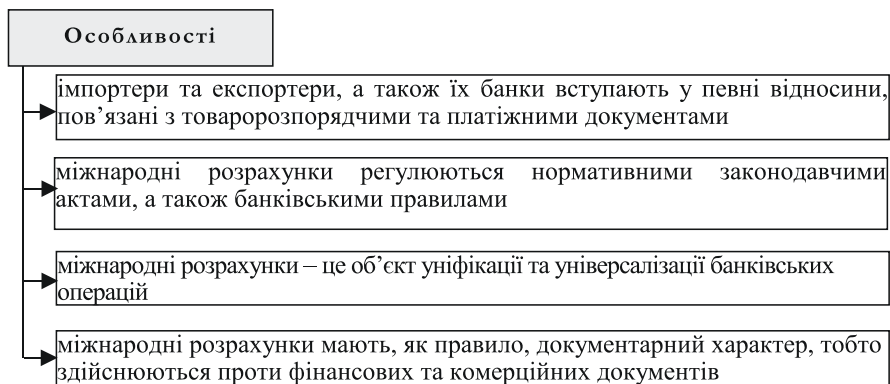 Особливості
імпортери та експортери, а також їх банки вступають у певні відносини,
пов’язані з товаророзпорядчими та платіжними документами
міжнародні розрахунки регулюються нормативними законодавчими
актами, а також банківськими правилами
міжнародні розрахунки – це об’єкт уніфікації та універсалізації банківських
операцій
міжнародні розрахунки мають, як правило, документарний характер, тобто
здійснюються проти фінансових та комерційних документів